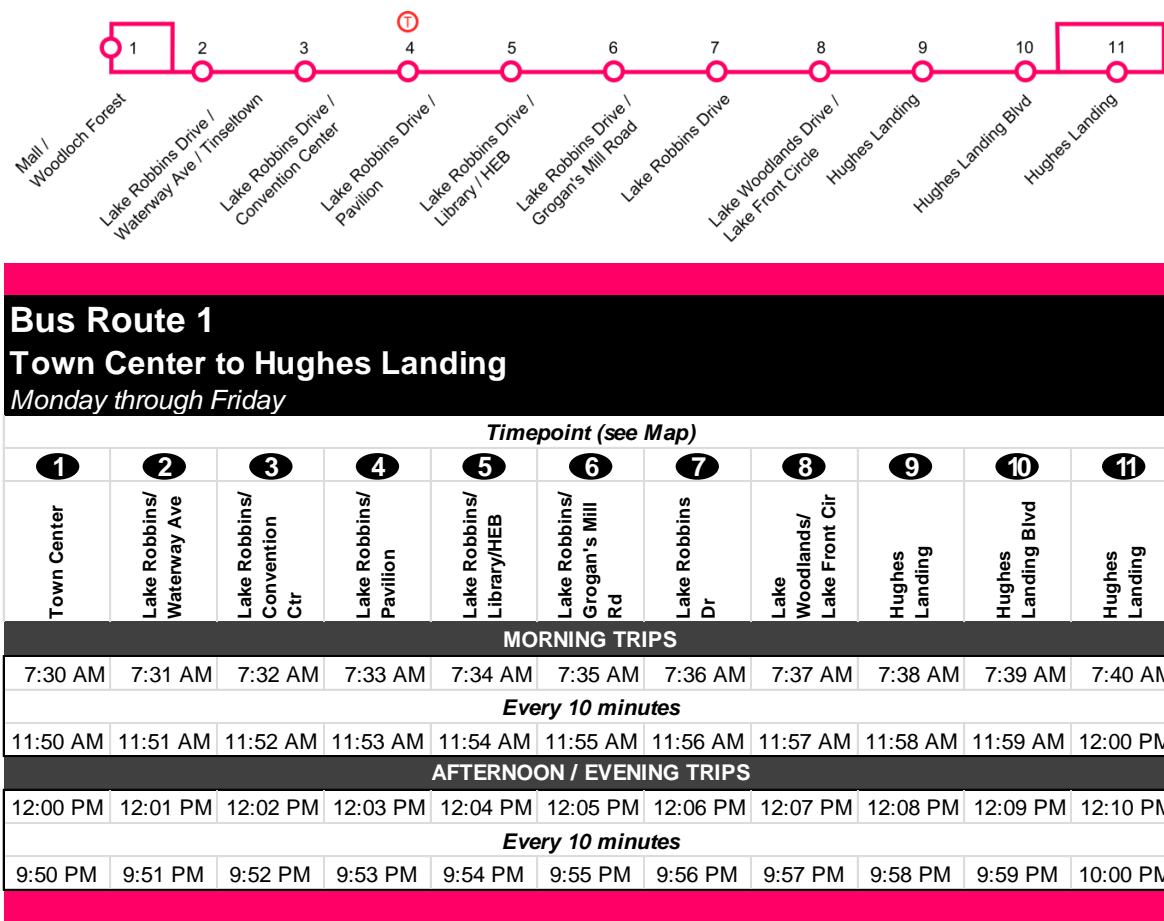 T
1 2 3 4 5 6 7 8 9 10 11
Mall /
Woodloch Forest
Lake Robbins Drive /
Waterway Ave / Tinseltown
Lake Robbins Drive /
Convention Center
Lake Robbins Drive /
Pavilion
Lake Robbins Drive /
Library / HEB
Lake Robbins Drive /
Grogan's Mill Road
Lake Robbins Drive
Lake Woodlands Drive /
Lake Front Circle
Hughes Landing
Hughes Landing Blvd
Hughes Landing
Bus Route 1
Town Center to Hughes Landing
Monday through Friday
Timepoint (see Map)
1 2 3 4 5 6 7 8 9 10 11
Town Center
Lake Robbins/
Waterway Ave
Lake Robbins/
Convention
Ctr
Lake Robbins/
Pavilion
Lake Robbins/
Library/HEB
Lake Robbins/
Grogan's Mill
Rd
Lake Robbins
Dr
Lake
Woodlands/
Lake Front Cir
Hughes
Landing
Hughes
Landing Blvd
Hughes
Landing
MORNING TRIPS
7:30 AM 7:31 AM 7:32 AM 7:33 AM 7:34 AM 7:35 AM 7:36 AM 7:37 AM 7:38 AM 7:39 AM 7:40 AM
Every 10 minutes
11:50 AM 11:51 AM 11:52 AM 11:53 AM 11:54 AM 11:55 AM 11:56 AM 11:57 AM 11:58 AM 11:59 AM 12:00 PM
AFTERNOON / EVENING TRIPS
12:00 PM 12:01 PM 12:02 PM 12:03 PM 12:04 PM 12:05 PM 12:06 PM 12:07 PM 12:08 PM 12:09 PM 12:10 PM
Every 10 minutes
9:50 PM 9:51 PM 9:52 PM 9:53 PM 9:54 PM 9:55 PM 9:56 PM 9:57 PM 9:58 PM 9:59 PM 10:00 PM